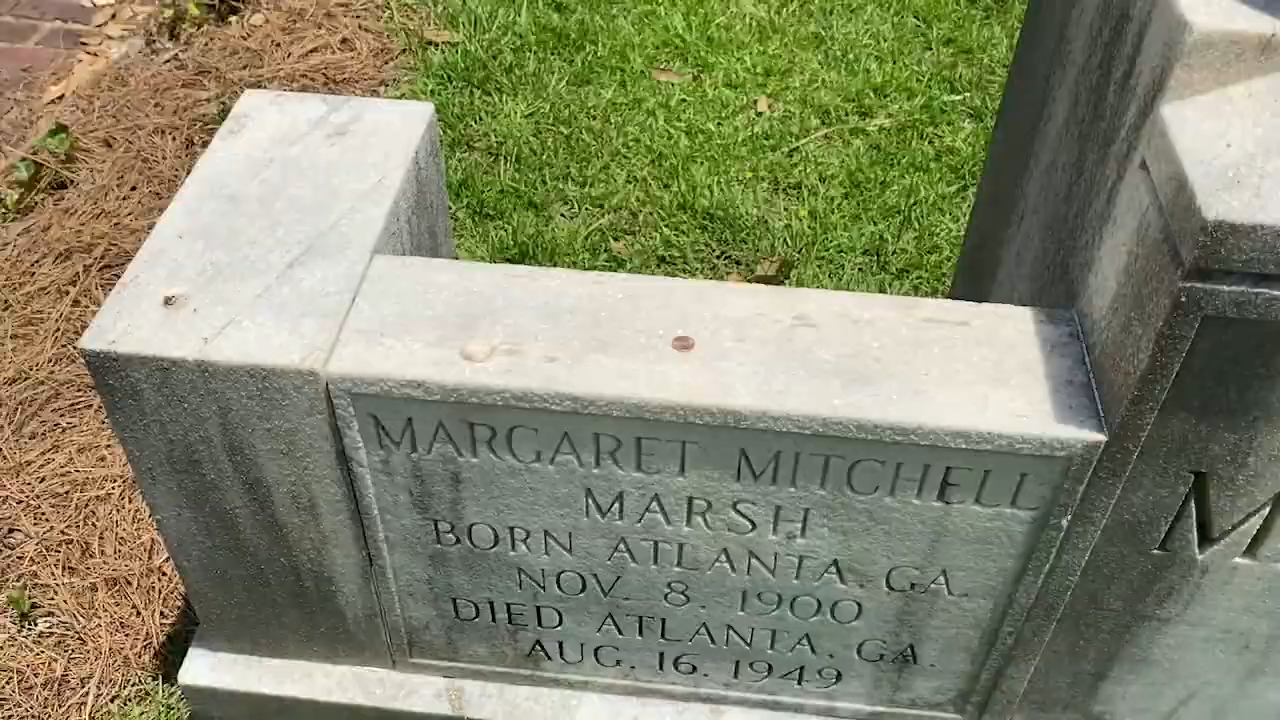 MARGARET MITCHELL
MARSH
BORN ATLANTA, GA.
NOV. 8. 1900
DIED ATLANTA, GA.
AUG. 16. 1949
M